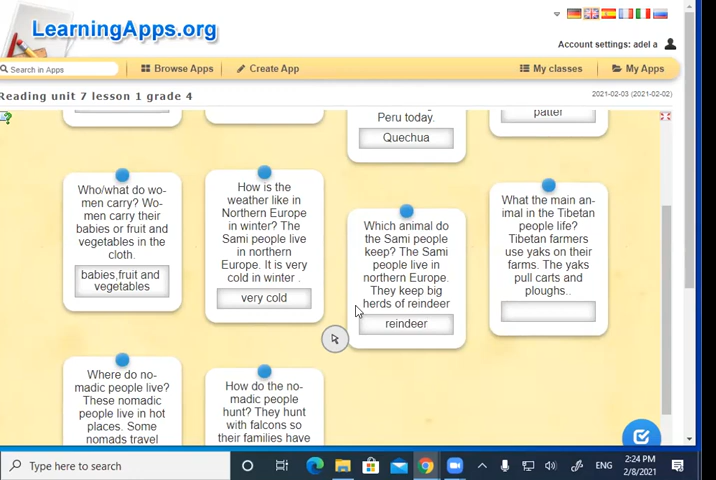 LearningApps.org
Account settings: adel a
Search in Apps
Browse Apps
Create App
My classes
My Apps
Reading unit 7 lesson 1 grade 4
2021-02-03 (2021-02-02)
Peru today.
Quechua
Who/what do wo-
men carry? Wo-
men carry their
babies or fruit and
vegetables in the
cloth.
babies,fruit and
vegetables
How is the
weather like in
Northern Europe
in winter? The
Sami people live
in northern
Europe. It is very
cold in winter .
very cold
Which animal do
the Sami people
keep? The Sami
people live in
northern Europe.
They keep big
herds of reindeer
reindeer
What the main an-
imal in the Tibetan
people life?
Tibetan farmers
use yaks on their
farms. The yaks
pull carts and
ploughs..
Where do no-
madic people live?
These nomadic
people live in hot
places. Some
nomads travel
How do the no-
madic people
hunt? They hunt
with falcons so
their families have
Type here to search
ENG
2:24 PM
2/8/2021